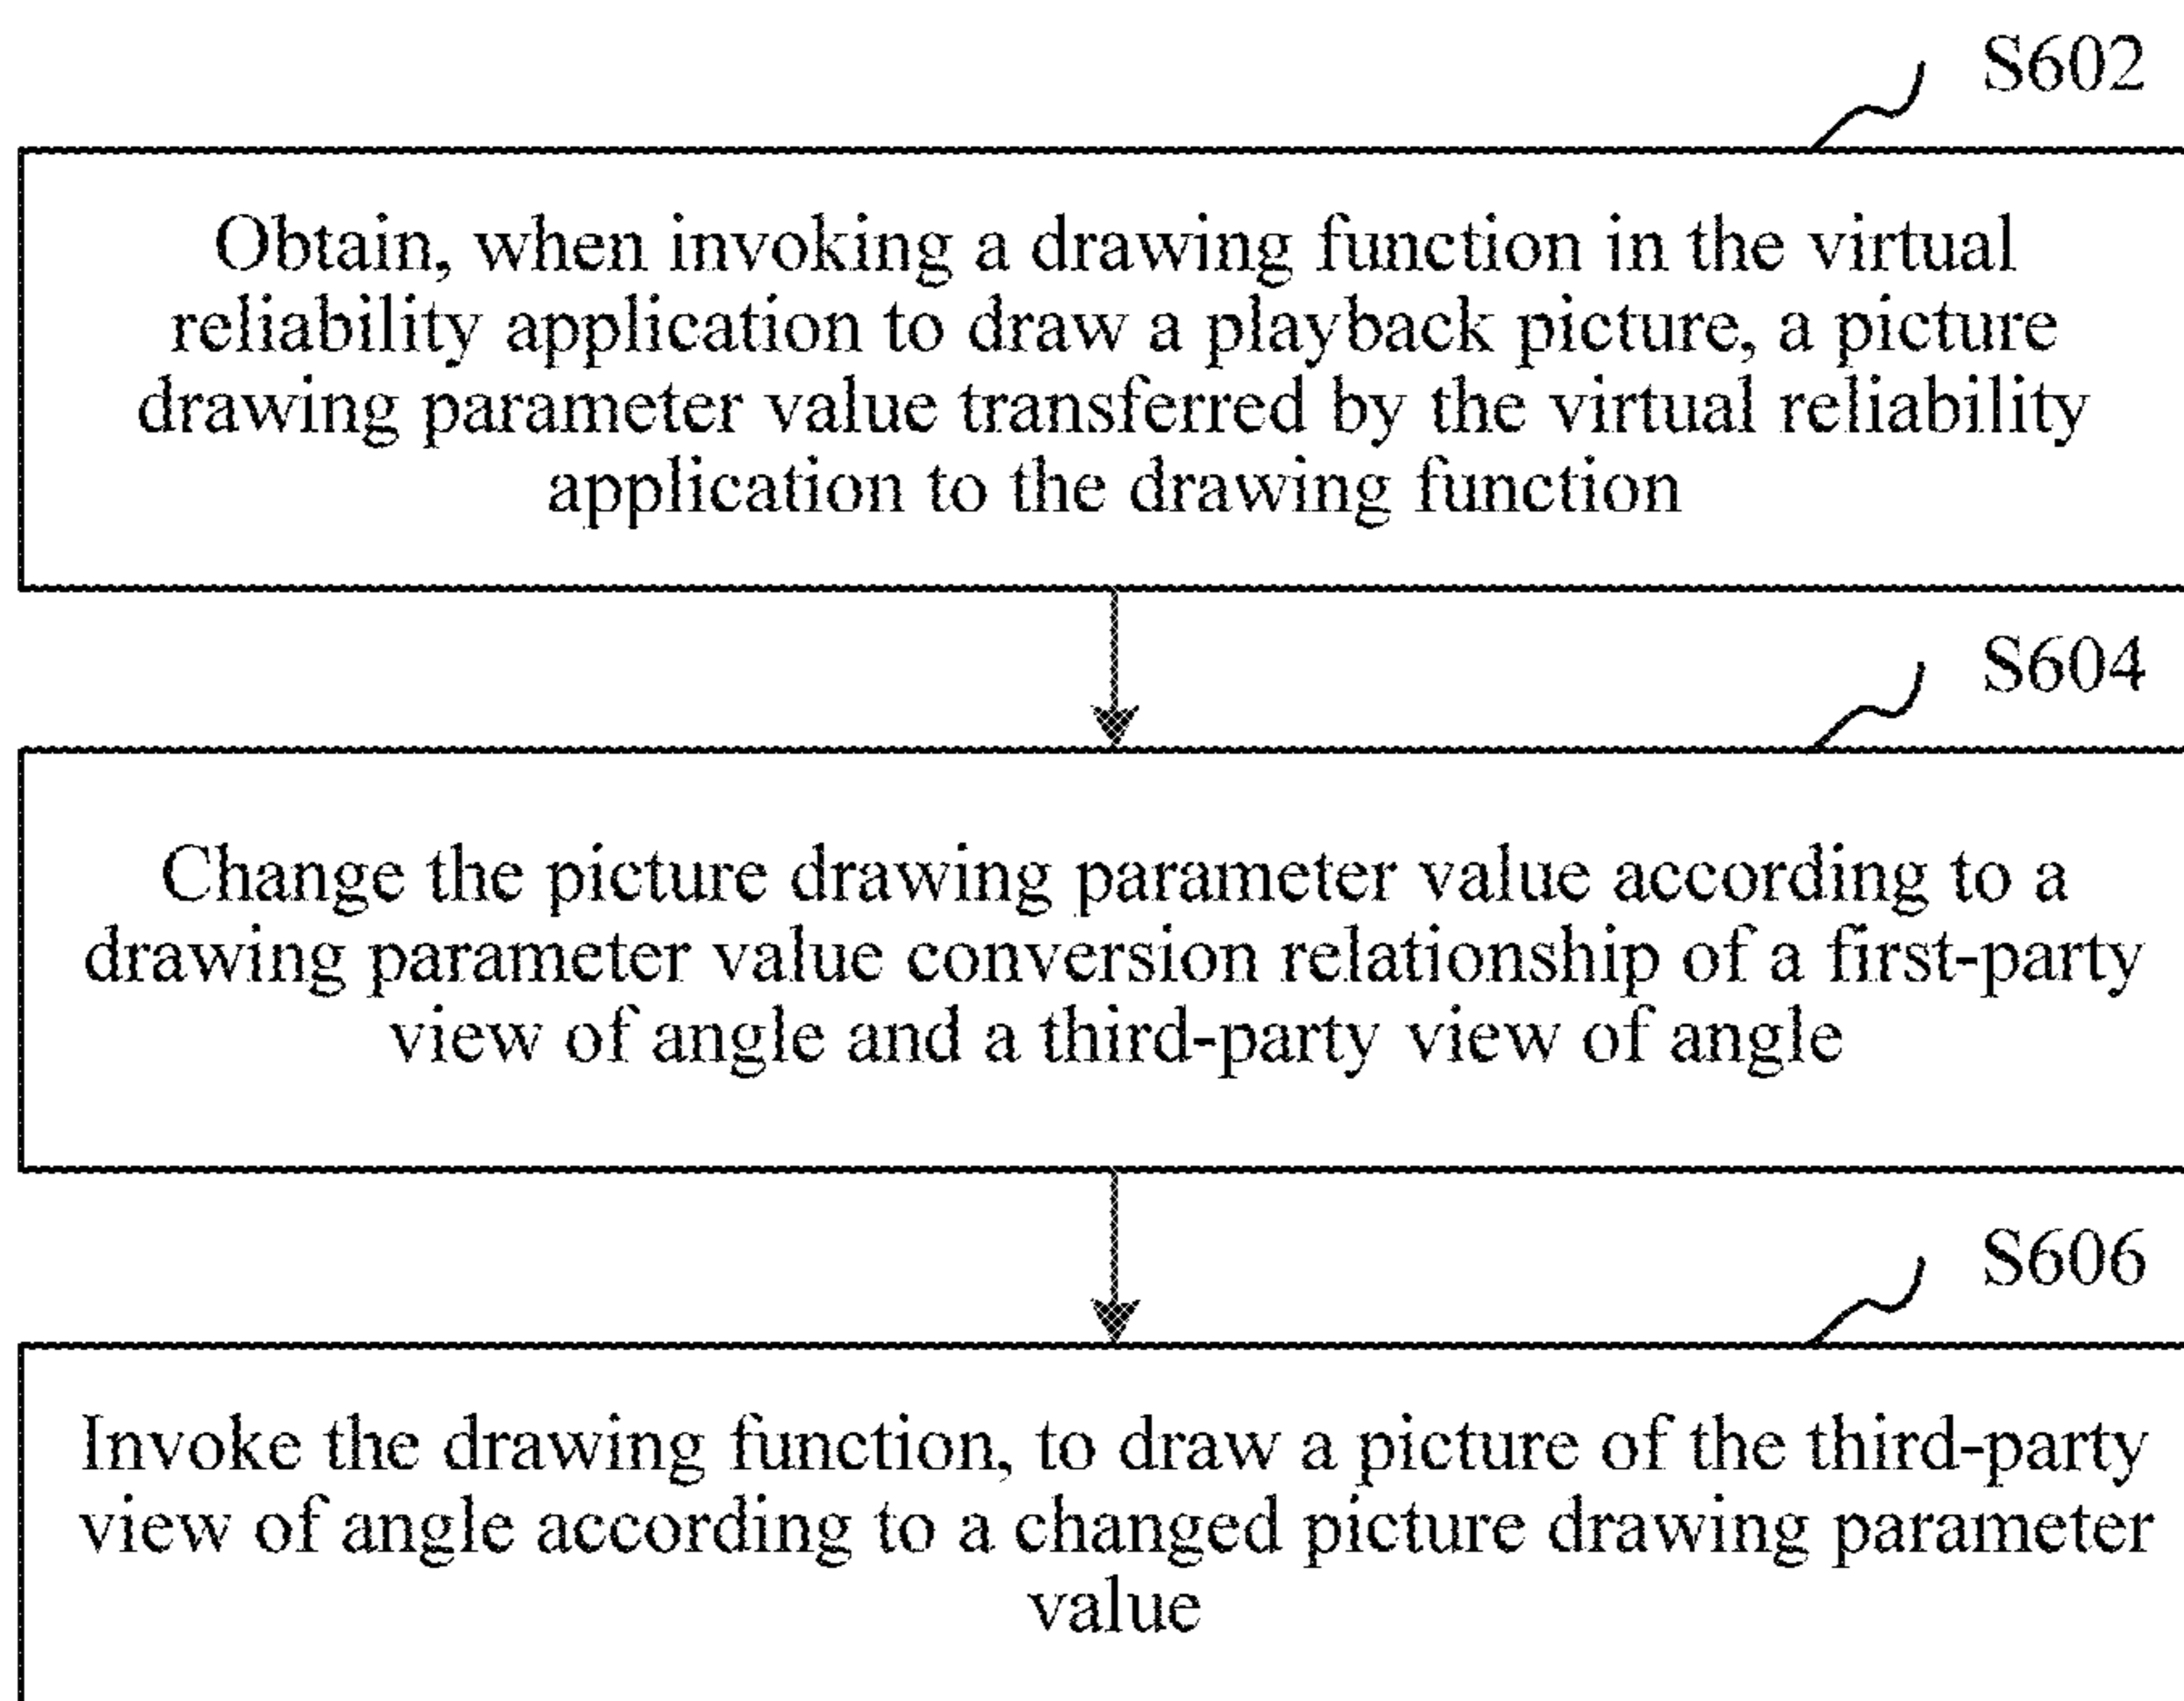 S602
Obtain, when invoking a drawing function in the virtual
reliability application to draw a playback picture, a picture
drawing parameter value transferred by the virtual reliability
application to the drawing function
S604
Change the picture drawing parameter value according to a
drawing parameter value conversion relationship of a first-party
view of angle and a third-party view of angle
S606
Invoke the drawing function, to draw a picture of the third-party
view of angle according to a changed picture drawing parameter
value